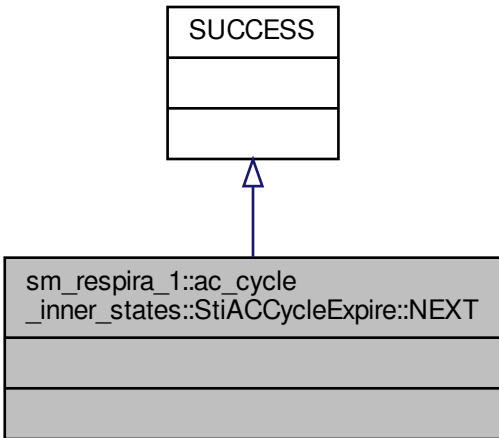 SUCCESS
sm_respira_1::ac_cycle
_inner_states::StiACCycleExpire::NEXT